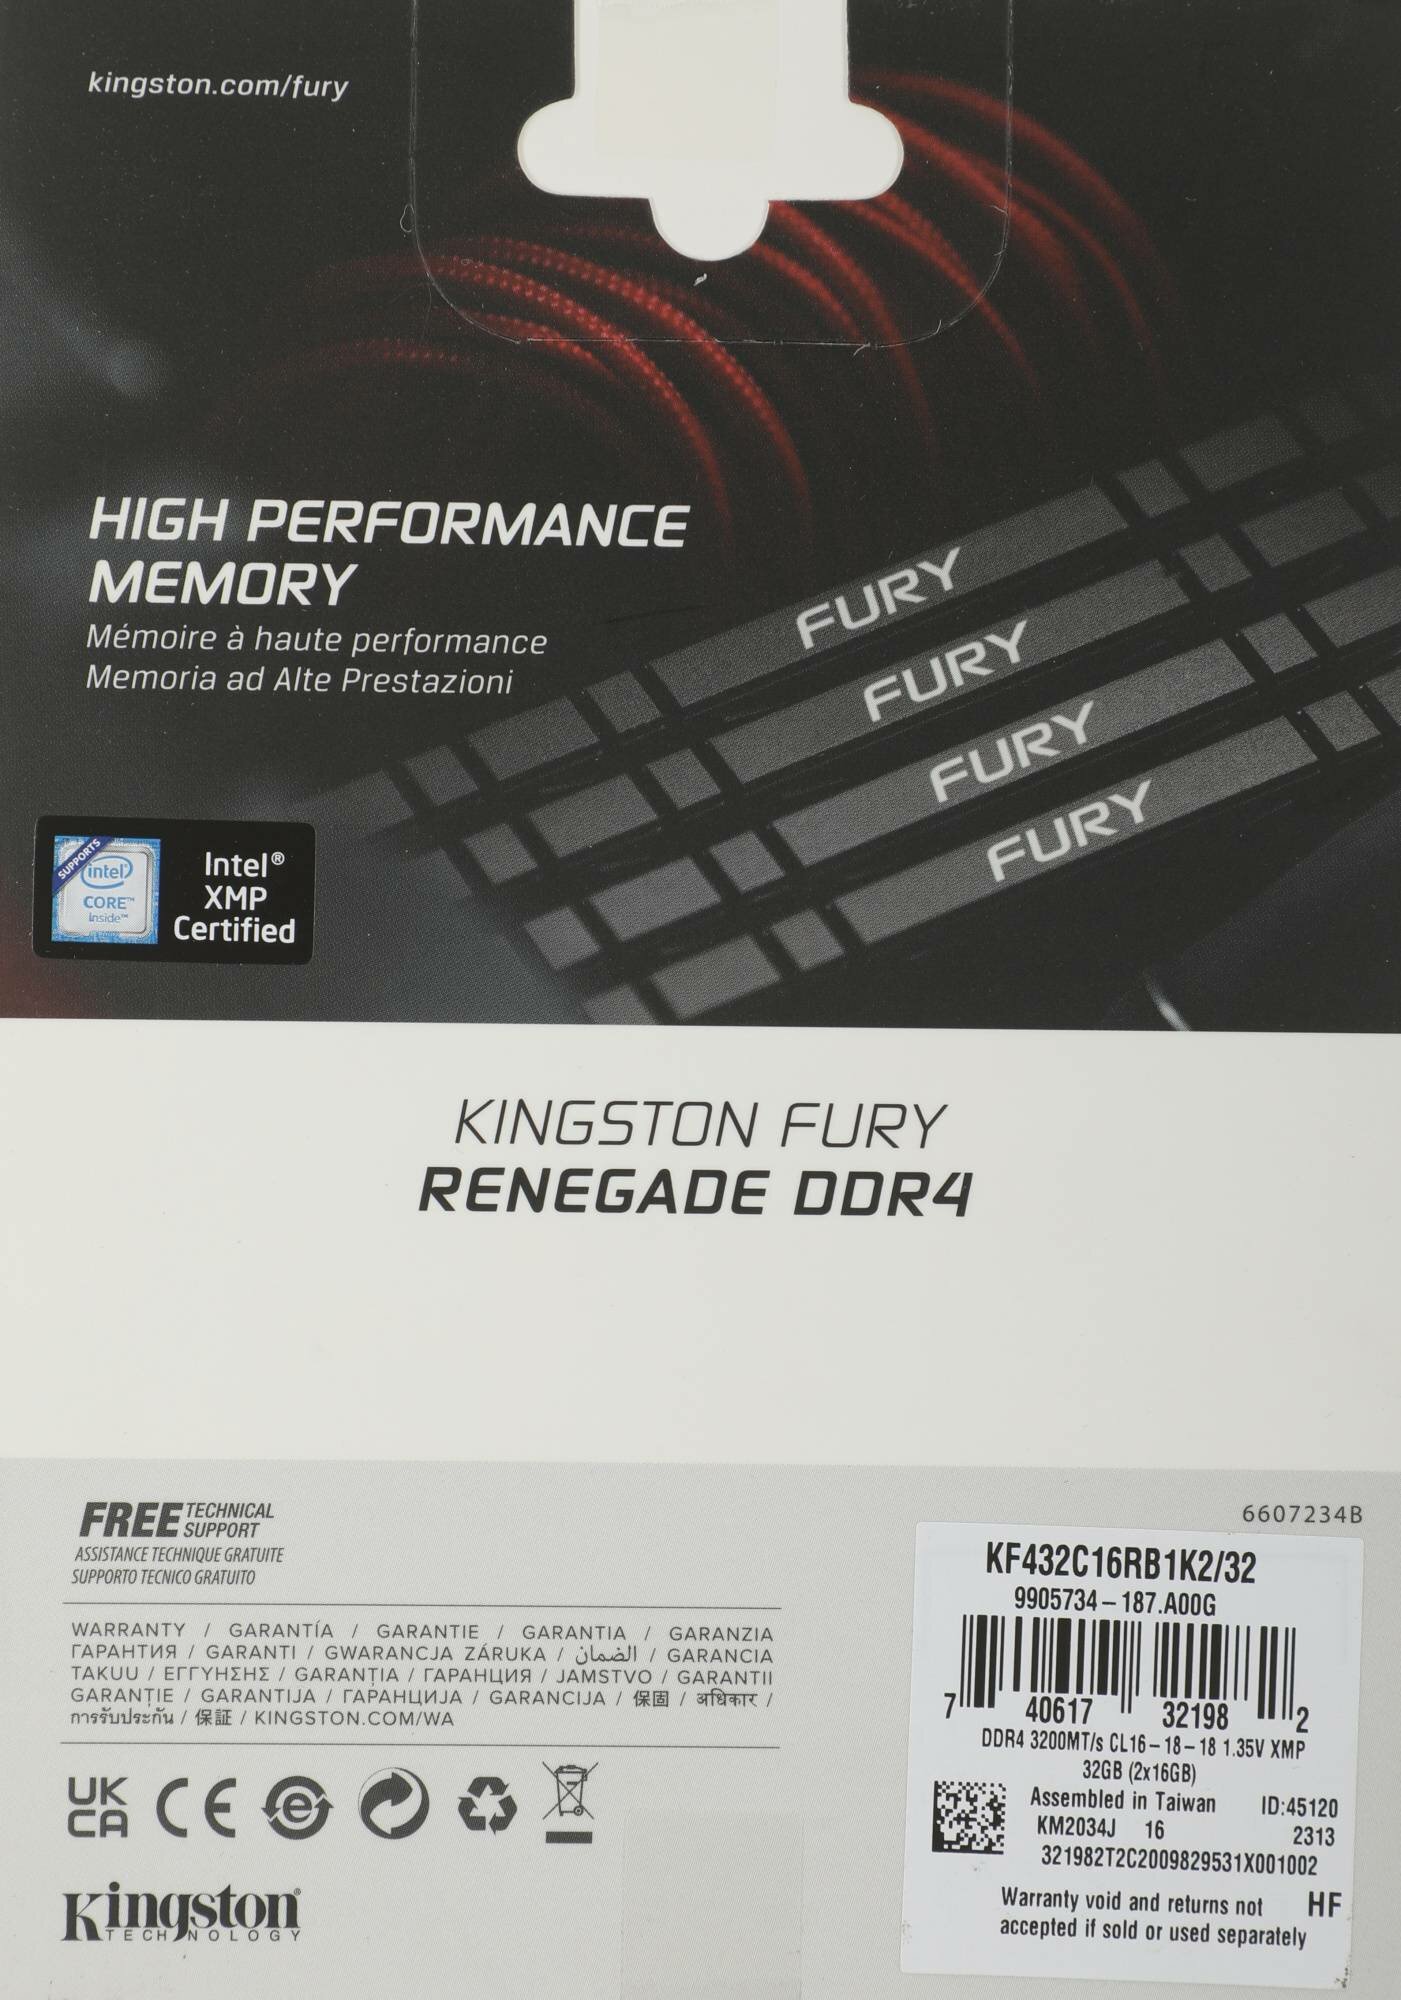 kingston.com/fury
HIGH PERFORMANCE
MEMORY
Mémoire à haute performance
Memoria ad Alte Prestazioni
FURY
FURY
FURY
FURY
SUPPORTS
intel
CORE™
inside™
Intel®
XMP
Certified
KINGSTON FURY
RENEGADE DDR4
FREE TECHNICAL
SUPPORT
ASSISTANCE TECHNIQUE GRATUITE
SUPPORTO TECNICO GRATUITO
WARRANTY / GARANTÍA / GARANTIE / GARANTIA / GARANZIA
ГАРАНТИЯ / GARANTI / GWARANCJA ZÁRUKA / الضمان / GARANCIA
TAKUU / ΕΓΓΥΗΣΗΣ / GARANȚIA / ГАРАНЦИЯ / JAMSTVO / GARANTII
GARANȚIE / GARANTIJA / ГАРАНЦИЈА / GARANCIJA / 保固 / अधिकार /
การรับประกัน / 保証 / KINGSTON.COM/WA
UK
CA
CE
e
Kingston®
TECHNOLOGY
6607234B
KF432C16RB1K2/32
9905734-187.A00G
7 40617 32198 2
DDR4 3200MT/s CL16-18-18 1.35V XMP
32GB (2x16GB)
Assembled in Taiwan ID:45120
KM2034J 16 2313
321982T2C2009829531X001002
Warranty void and returns not HF
accepted if sold or used separately